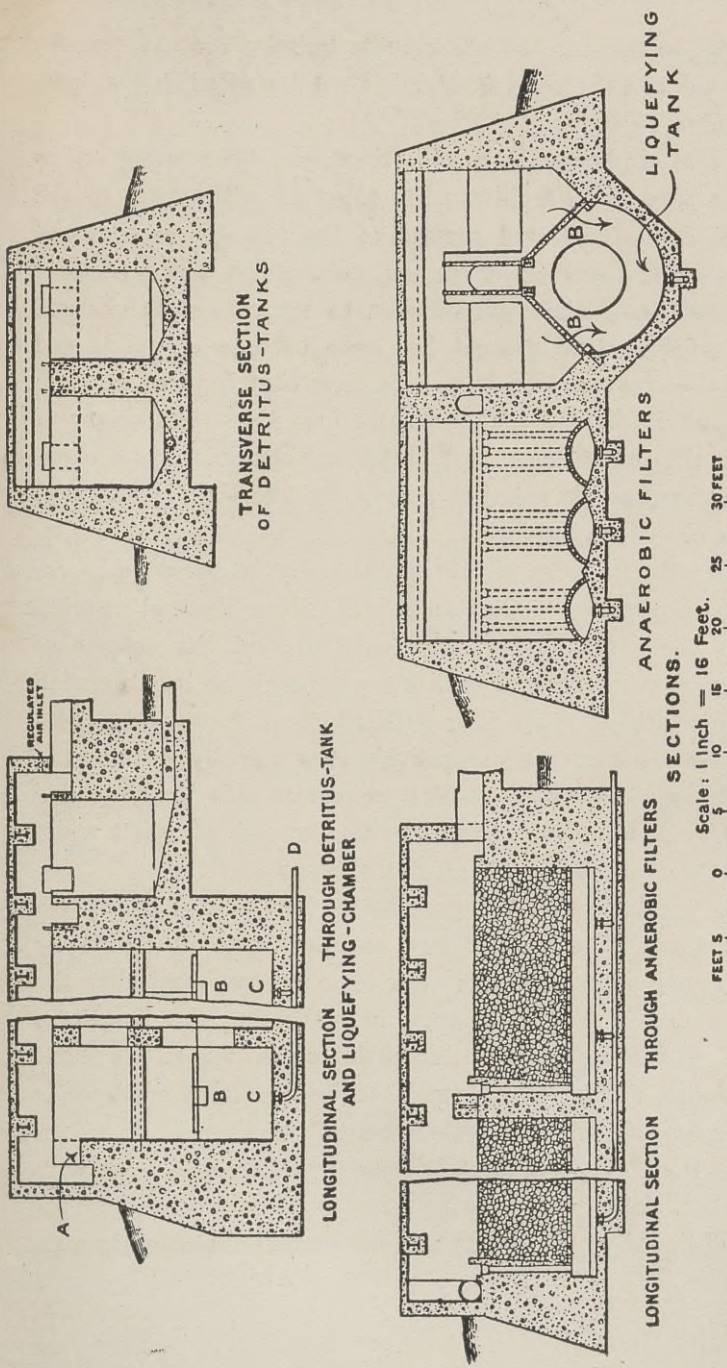 TRANSVERSE SECTION
OF DETRITUS-TANKS
REGULATED
AIR INLET
9" PIPE
A
B
C
B
C
D
LONGITUDINAL SECTION THROUGH DETRITUS-TANK
AND LIQUEFYING-CHAMBER
B
B
LIQUEFYING
TANK
ANAEROBIC FILTERS
LONGITUDINAL SECTION THROUGH ANAEROBIC FILTERS
SECTIONS.
Scale: 1 Inch = 16 Feet.
FEET 5 0 5 10 15 20 25 30 FEET